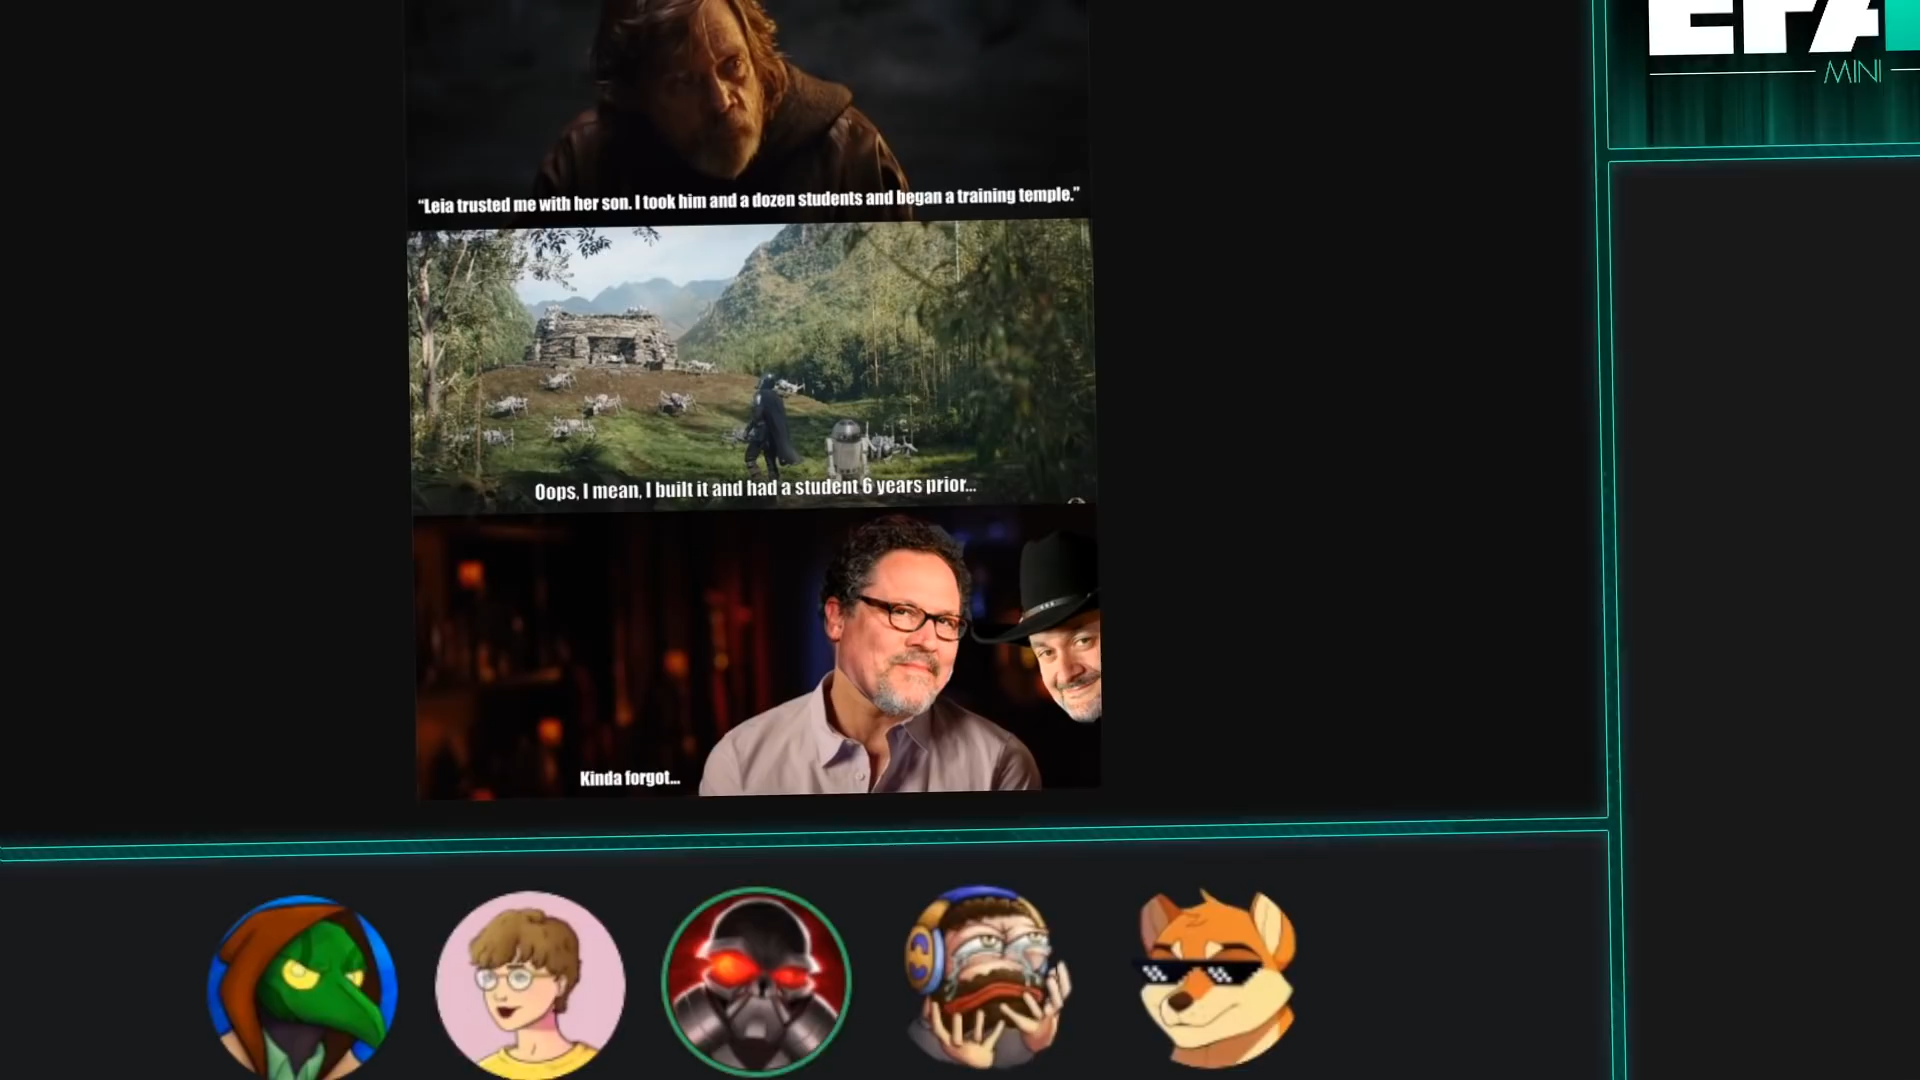 “Leia trusted me with her son. I took him and a dozen students and began a training temple.”
Oops, I mean, I built it and had a student 6 years prior...
Kinda forgot...
MINI